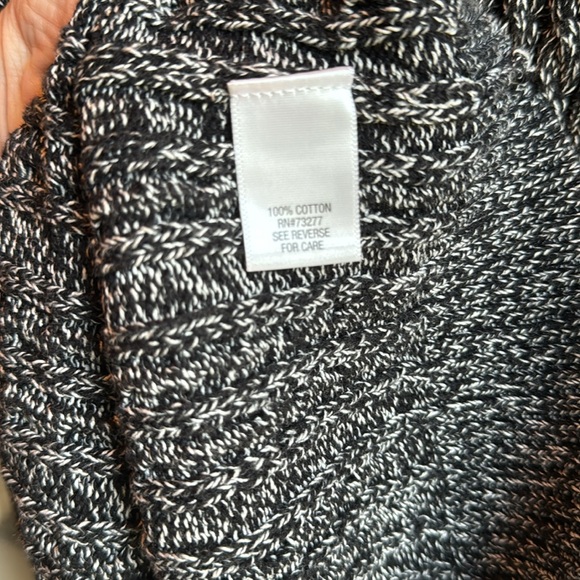 100% COTTON
RN#73277
SEE REVERSE
FOR CARE